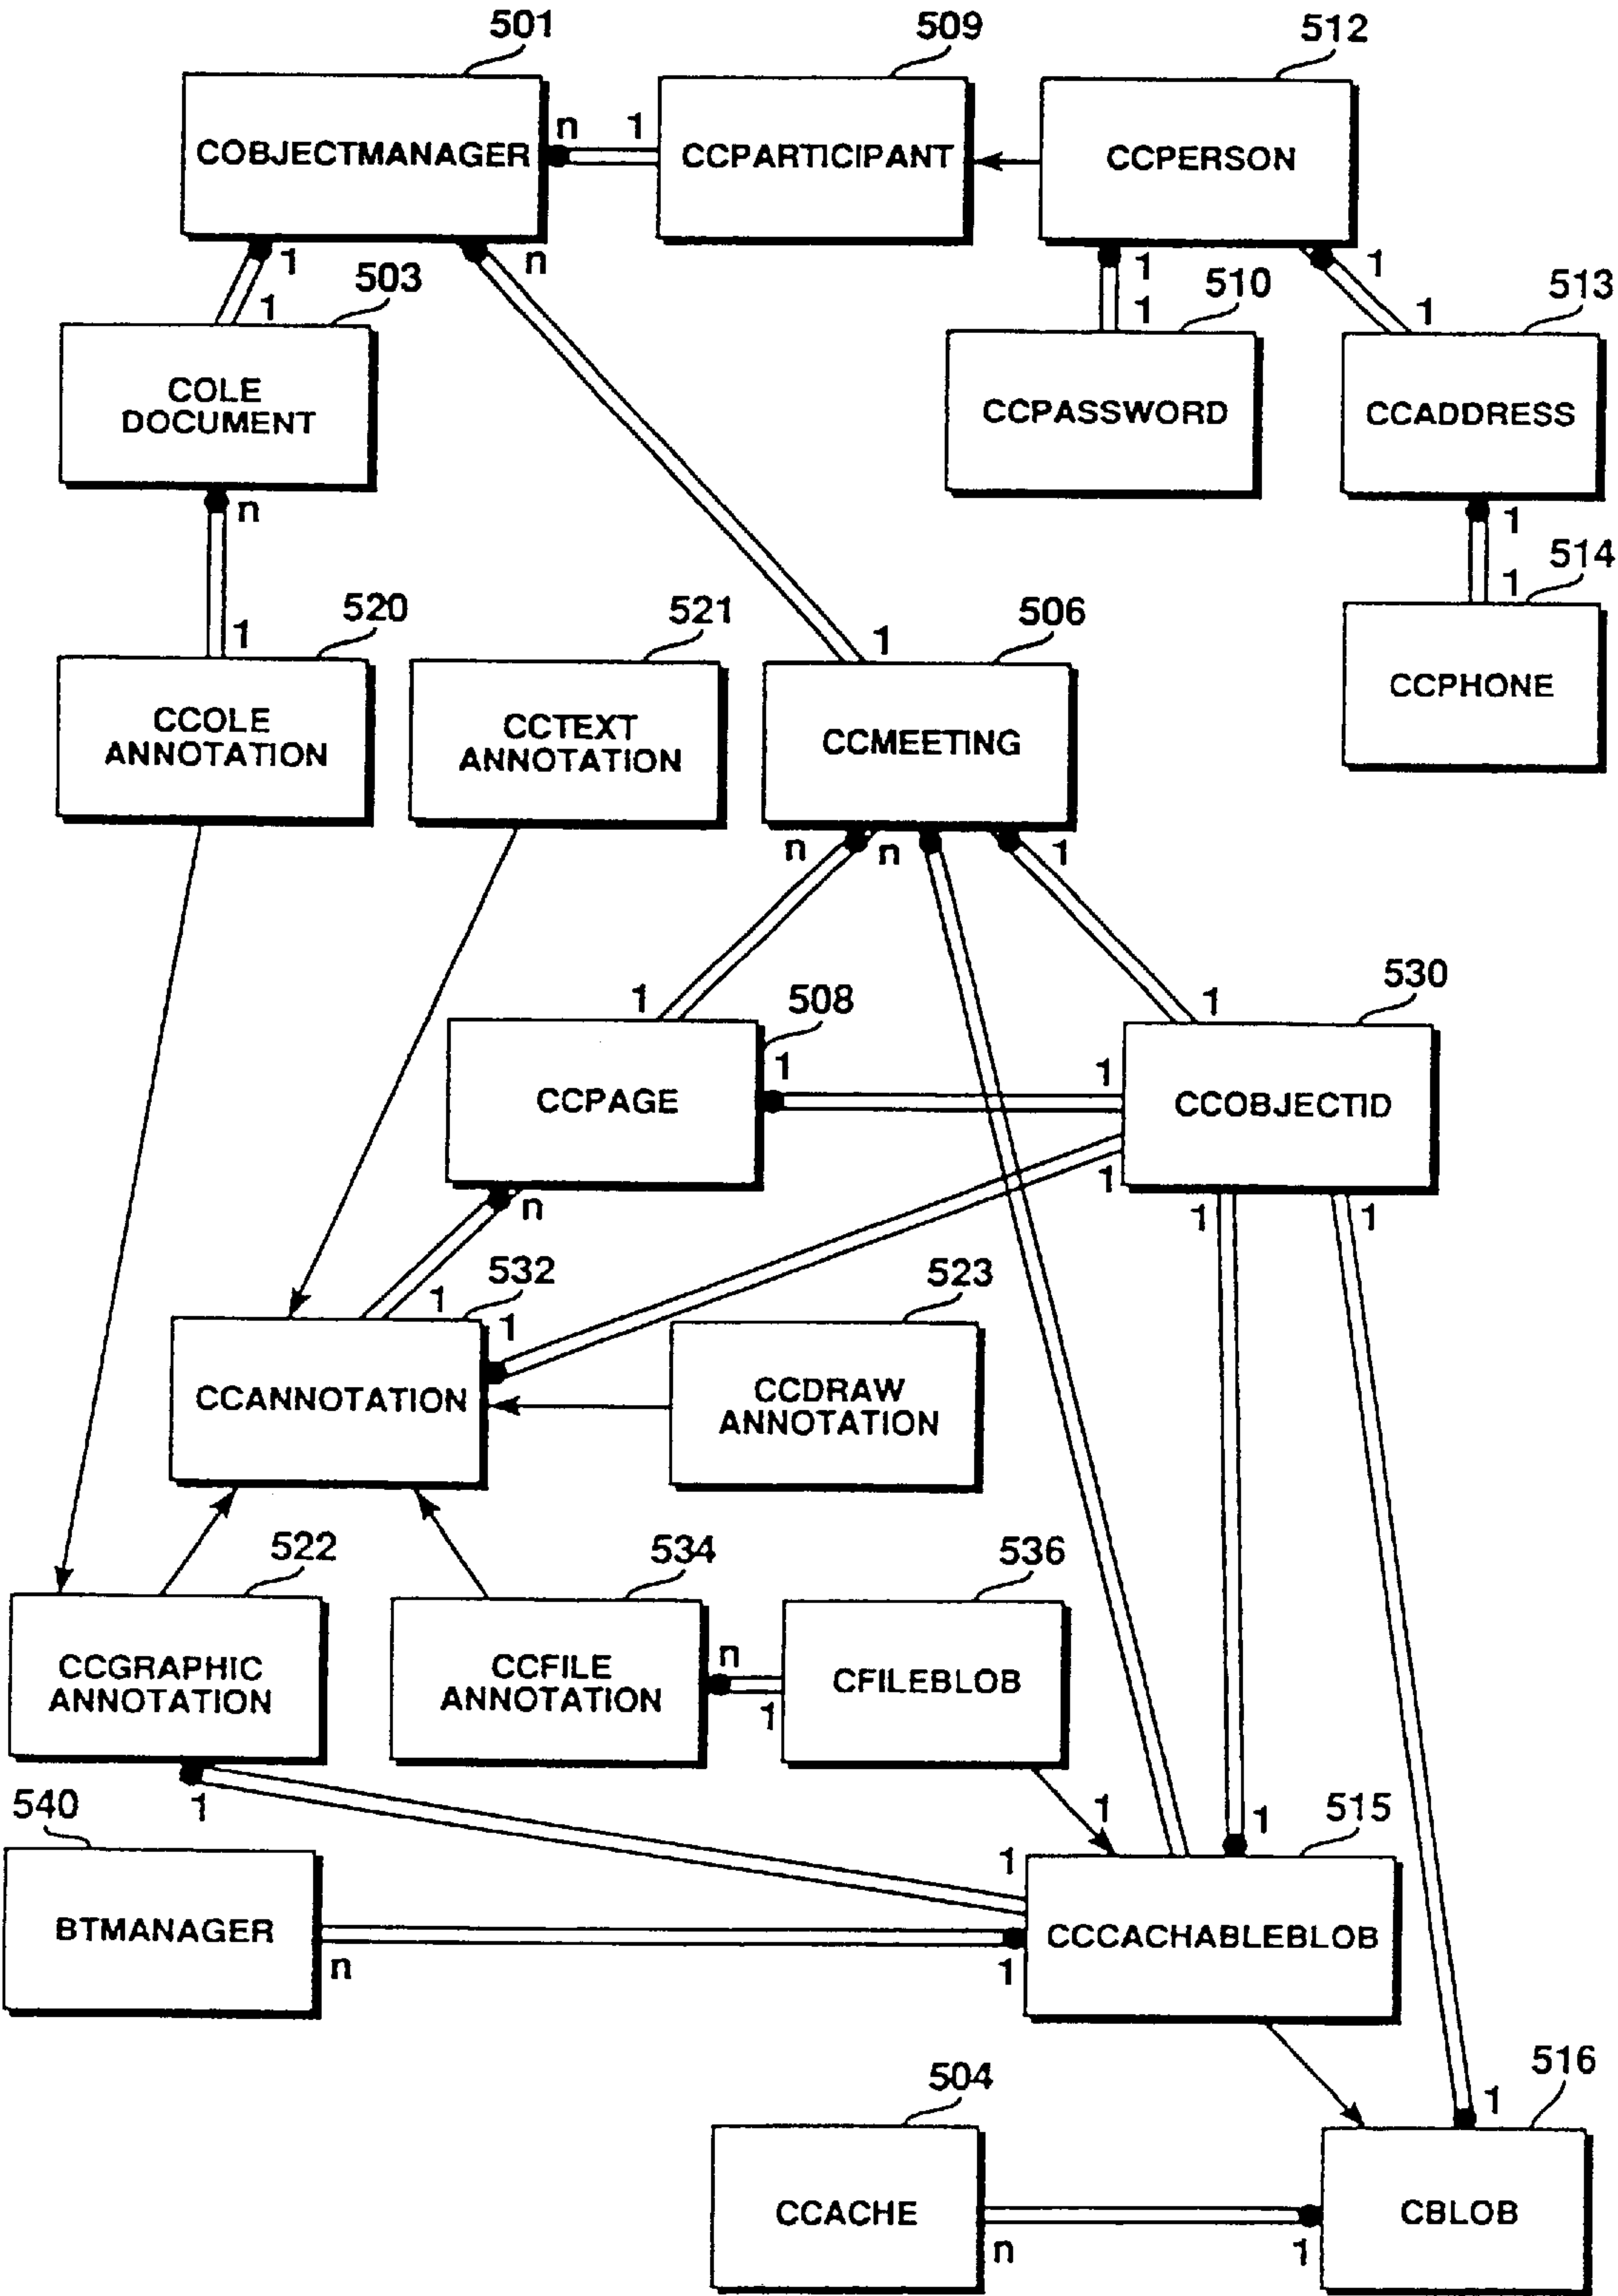 501
509
512
COBJECTMANAGER
n
1
CCPARTICIPANT
CCPERSON
1
n
1
1
503
1
1
510
1
513
COLE
DOCUMENT
CCPASSWORD
CCADDRESS
n
1
514
1
520
521
1
506
1
CCOLE
ANNOTATION
CCTEXT
ANNOTATION
CCMEETING
CCPHONE
n
n
1
1
508
1
530
1
1
CCPAGE
CCOBJECTID
n
1
1
1
532
1
1
523
CCANNOTATION
CCDRAW
ANNOTATION
522
534
536
CCGRAPHIC
ANNOTATION
CCFILE
ANNOTATION
n
1
CFILEBLOB
540
1
1
1
1
515
BTMANAGER
n
1
CCCACHABLEBLOB
504
1
516
CCACHE
n
1
CBLOB